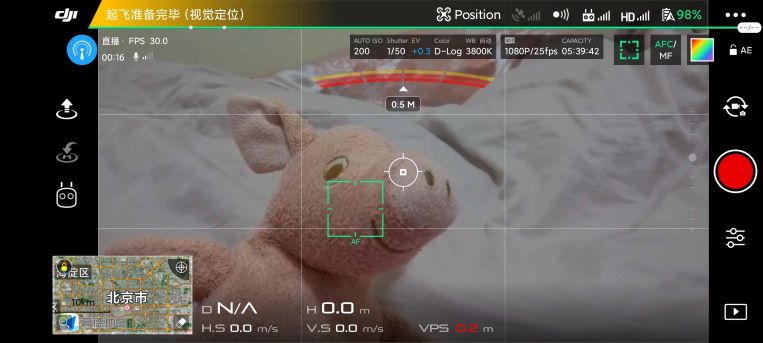 dji 起飞准备完毕 (视觉定位) Position HD 98% --/--
直播· FPS 30.0
00:16
AUTO ISO Shutter EV Color WB 自动
200 1/50 +0.3 D-Log 3800K
CAPACITY
1080P/25fps 05:39:42
AFC/
MF
AE
0.5 M
AF
海淀区
10km
北京市
D N/A H 0.0 m
H.S 0.0 m/s V.S 0.0 m/s VPS 0.2 m